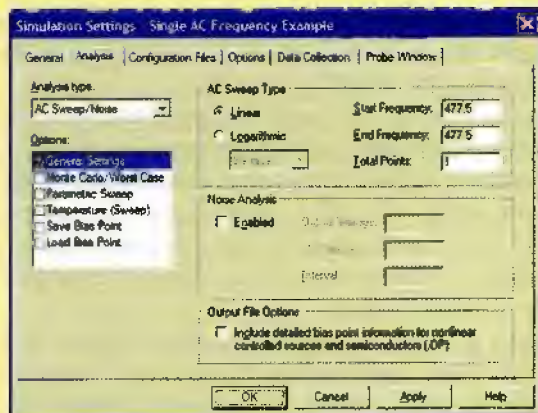 Simulation Settings - Single AC Frequency Example
General Analysis Configuration Files Options Data Collection Probe Window
Analysis type:
AC Sweep/Noise
Options:
General Settings
Monte Carlo/Worst Case
Parametric Sweep
Temperature (Sweep)
Save Bias Point
Load Bias Point
AC Sweep Type
Linear
Logarithmic
Start Frequency: 477.5
End Frequency: 477.5
Total Points: 1
Noise Analysis
Enabled
Interval
Output File Options
Include detailed bias point information for nonlinear
controlled sources and semiconductors (.OP)
OK Cancel Apply Help